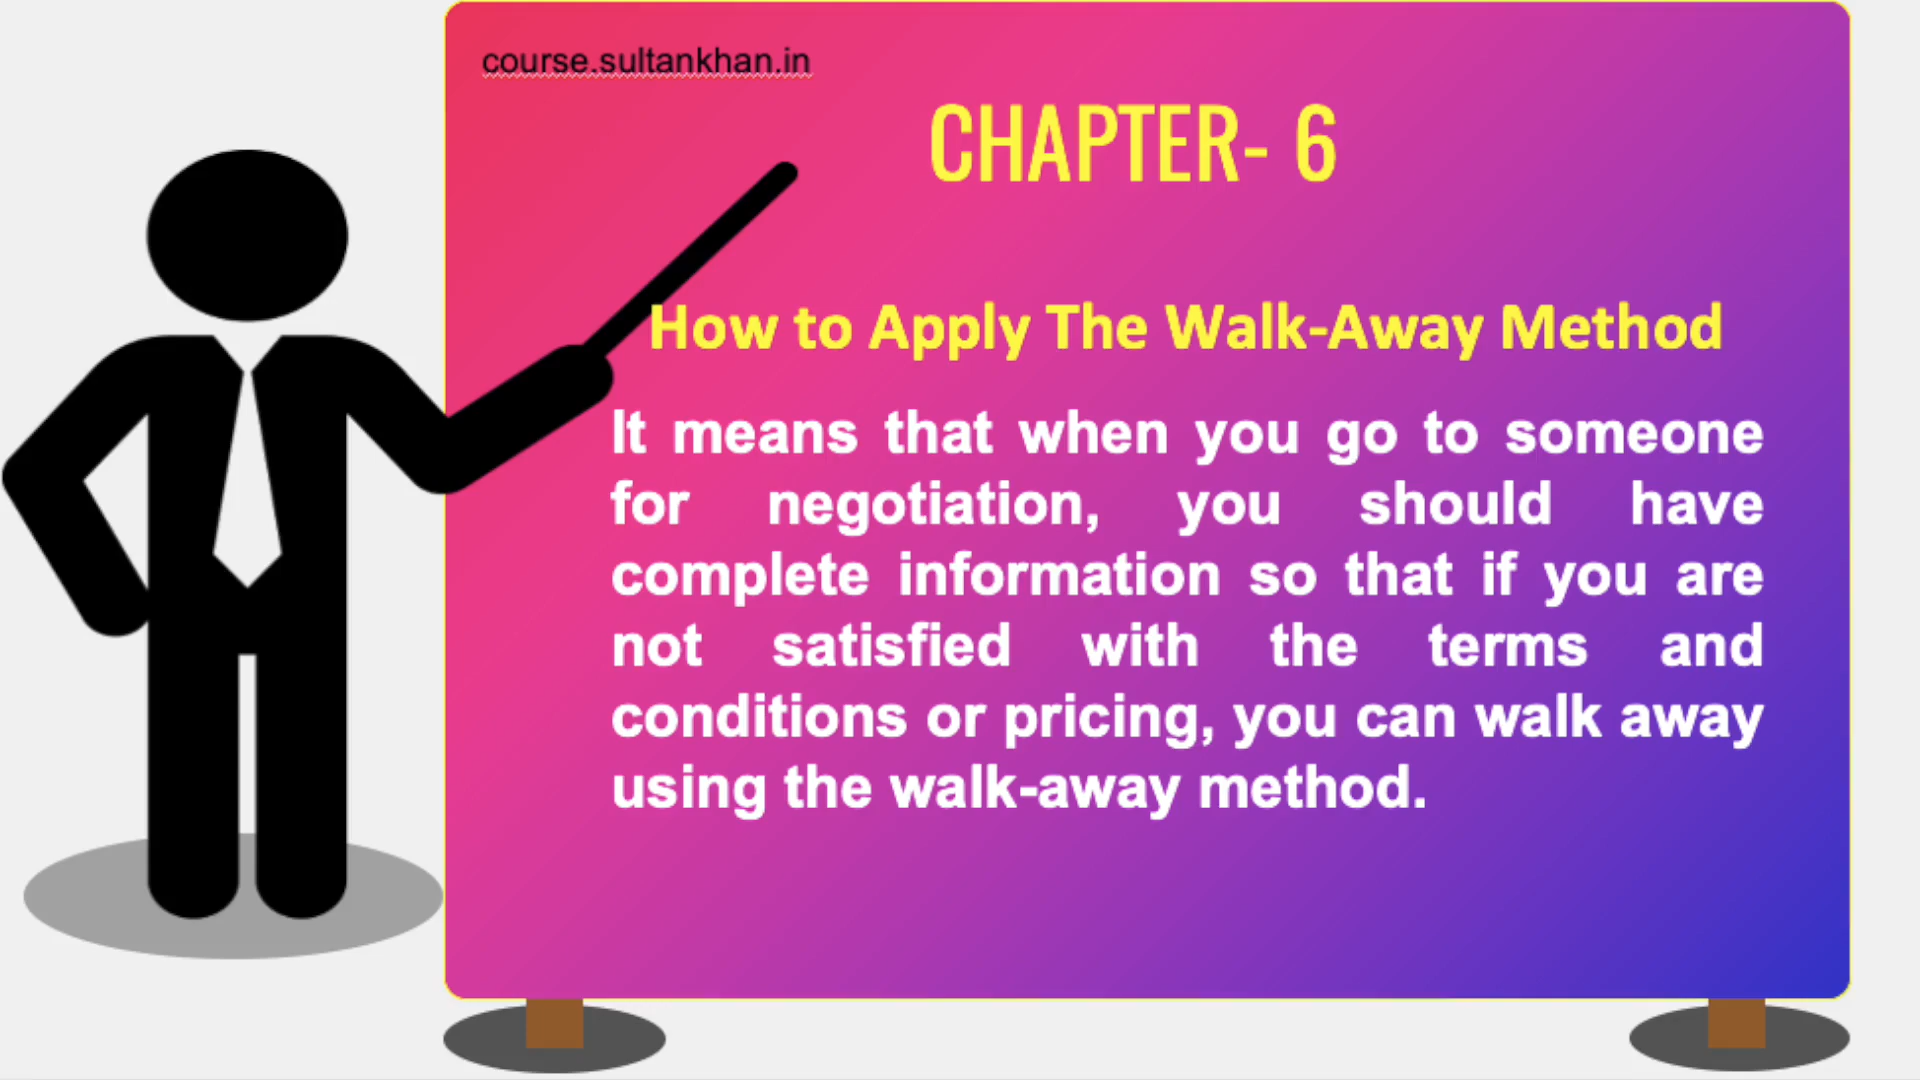 course.sultankhan.in
CHAPTER- 6
How to Apply The Walk-Away Method
It means that when you go to someone
for negotiation, you should have
complete information so that if you are
not satisfied with the terms and
conditions or pricing, you can walk away
using the walk-away method.